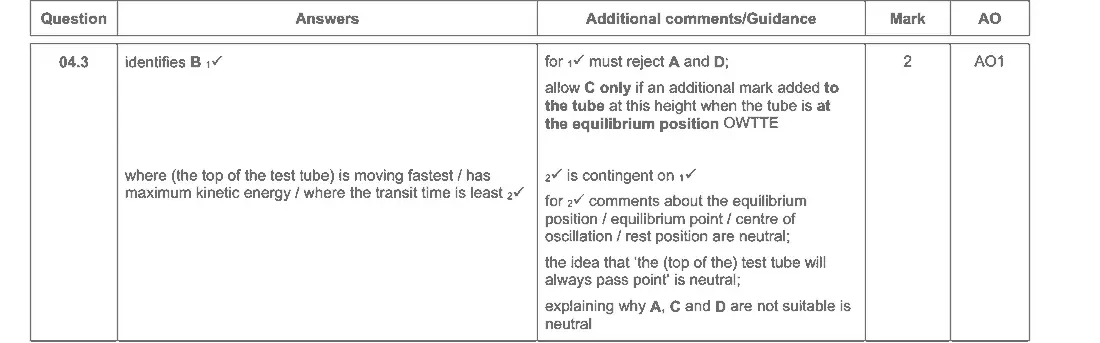 Question Answers Additional comments/Guidance Mark AO
04.3 identifies B 1✓ for 1✓ must reject A and D; 2 AO1
allow C only if an additional mark added to
the tube at this height when the tube is at
the equilibrium position OWTTE
where (the top of the test tube) is moving fastest / has
maximum kinetic energy / where the transit time is least 2✓
2✓ is contingent on 1✓
for 2✓ comments about the equilibrium
position / equilibrium point / centre of
oscillation / rest position are neutral;
the idea that 'the (top of the) test tube will
always pass point' is neutral;
explaining why A, C and D are not suitable is
neutral